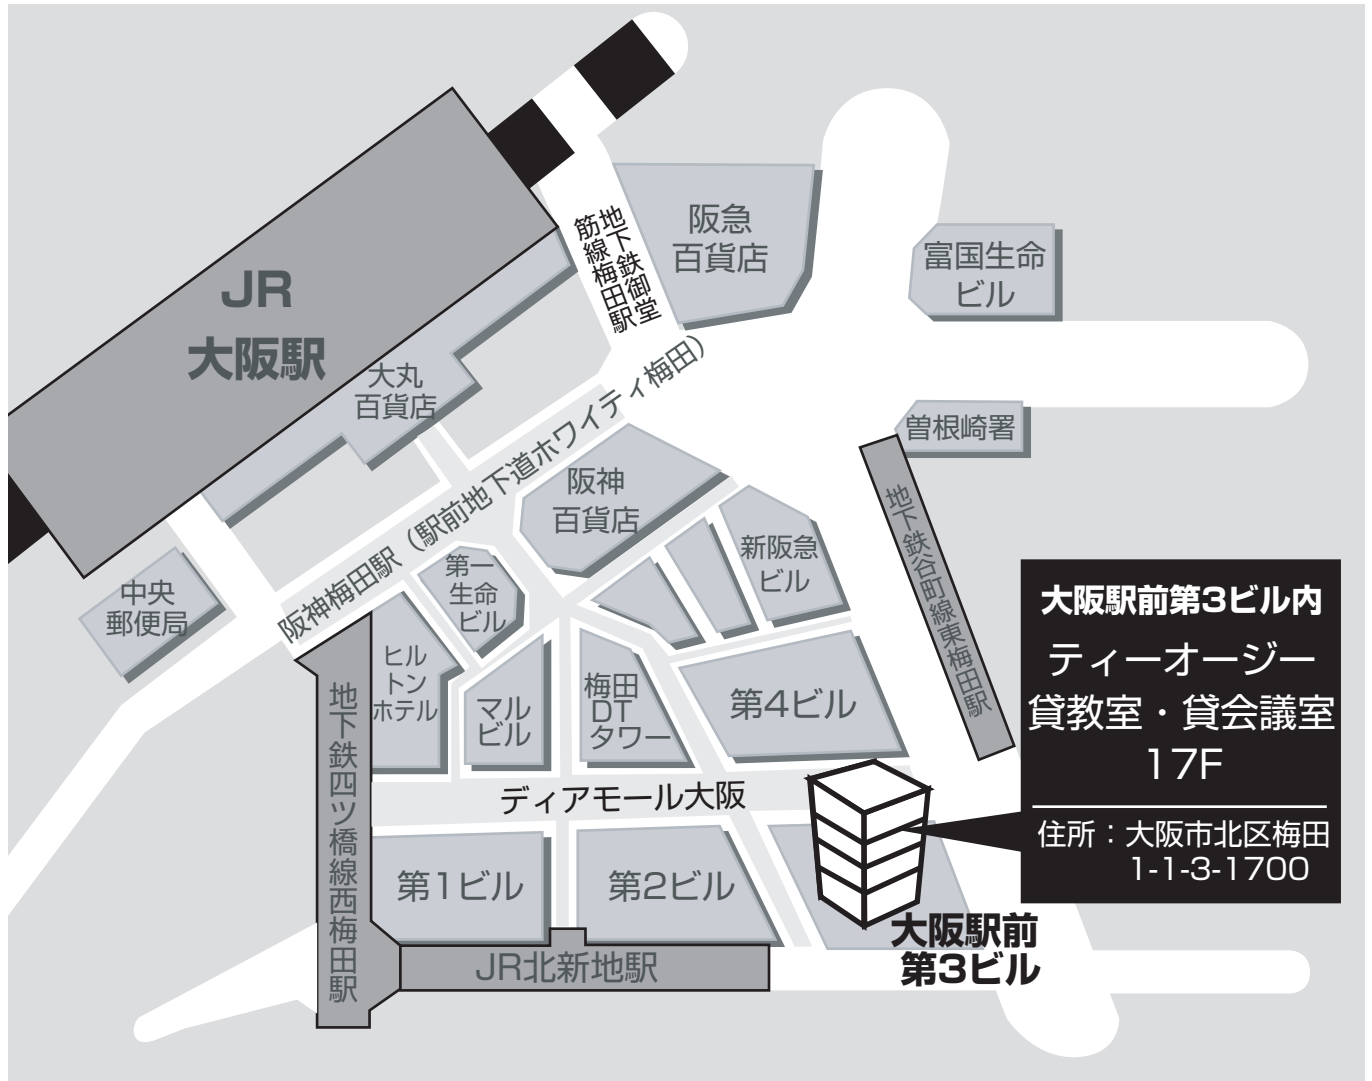 地下鉄御堂
筋線梅田駅
阪急
百貨店
富国生命
ビル
JR
大阪駅
大丸
百貨店
阪神梅田駅（駅前地下道ホワイティ梅田）
曽根崎署
阪神
百貨店
地下鉄谷町線東梅田駅
新阪急
ビル
第一
生命
ビル
中央
郵便局
ヒル
トン
ホテル
マル
ビル
梅田
DT
タワー
第4ビル
地下鉄四ツ橋線西梅田駅
ディアモール大阪
第1ビル
第2ビル
JR北新地駅
大阪駅前
第3ビル
大阪駅前第3ビル内
ティーオージー
貸教室・貸会議室
17F
住所：大阪市北区梅田
1-1-3-1700